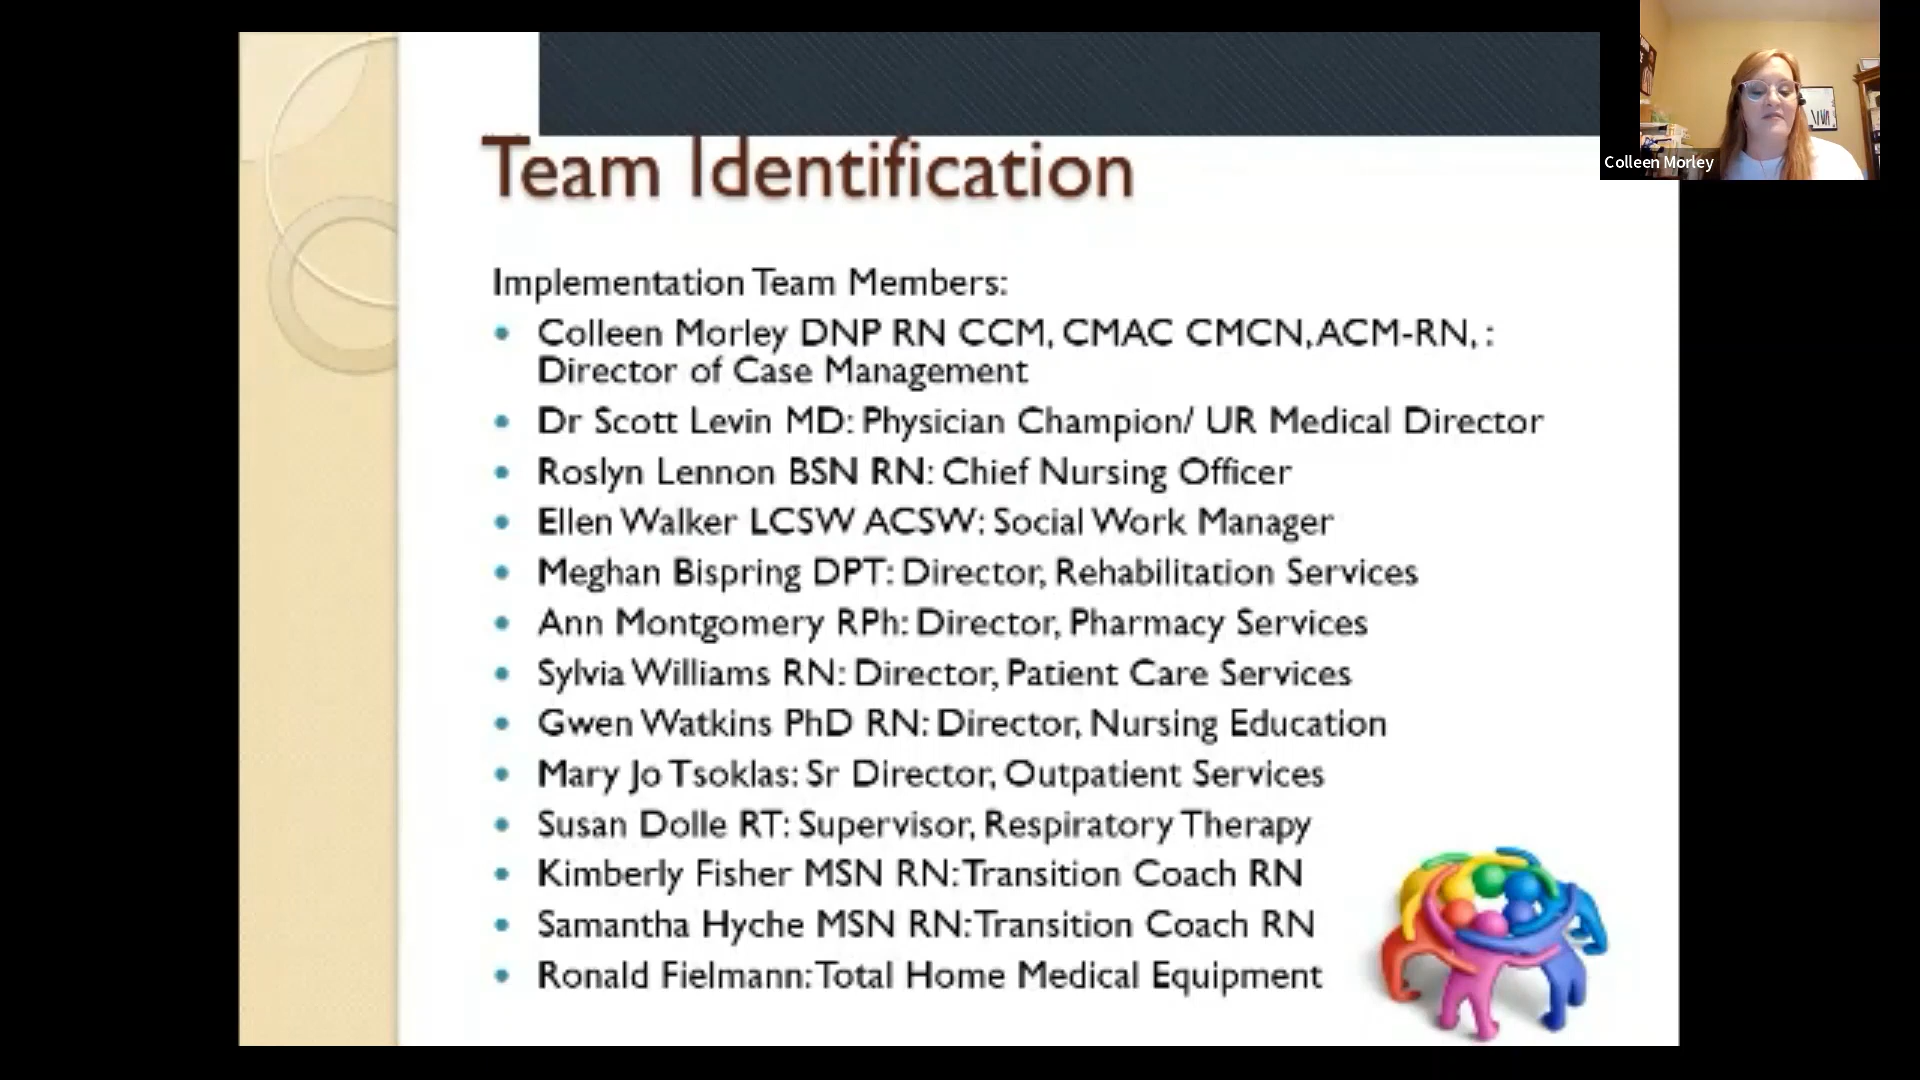 Team Identification
Implementation Team Members:
• Colleen Morley DNP RN CCM, CMAC CMCN, ACM-RN, :
Director of Case Management
• Dr Scott Levin MD: Physician Champion/ UR Medical Director
• Roslyn Lennon BSN RN: Chief Nursing Officer
• Ellen Walker LCSW ACSW: Social Work Manager
• Meghan Bispring DPT: Director, Rehabilitation Services
• Ann Montgomery RPh: Director, Pharmacy Services
• Sylvia Williams RN: Director, Patient Care Services
• Gwen Watkins PhD RN: Director, Nursing Education
• Mary Jo Tsoklas: Sr Director, Outpatient Services
• Susan Dolle RT: Supervisor, Respiratory Therapy
• Kimberly Fisher MSN RN: Transition Coach RN
• Samantha Hyche MSN RN: Transition Coach RN
• Ronald Fielmann: Total Home Medical Equipment
Colleen Morley